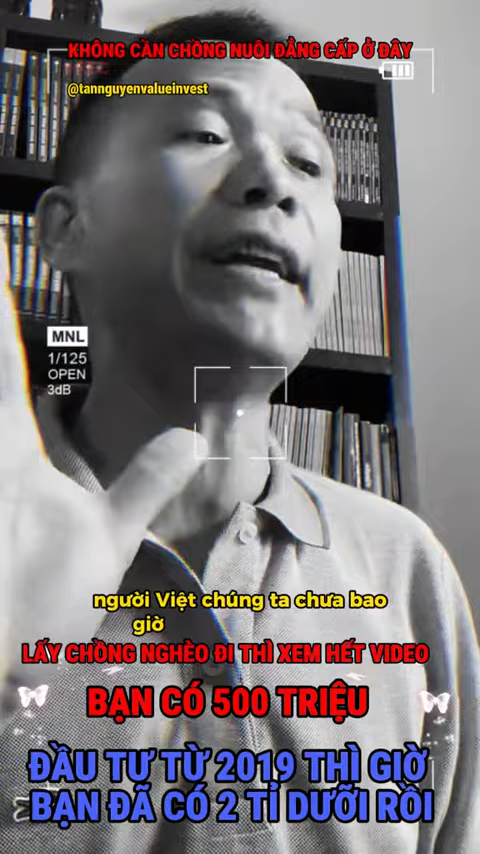 KHÔNG CẦN CHỒNG NUÔI ĐẲNG CẤP Ở ĐÂY
@tannguyenvalueinvest
MNL
1/125
OPEN
3dB
người Việt chúng ta chưa bao
giờ
LẤY CHỒNG NGHÈO ĐI THÌ XEM HẾT VIDEO
BẠN CÓ 500 TRIỆU
ĐẦU TƯ TỪ 2019 THÌ GIỜ
BẠN ĐÃ CÓ 2 TỈ DƯỠI RỒI